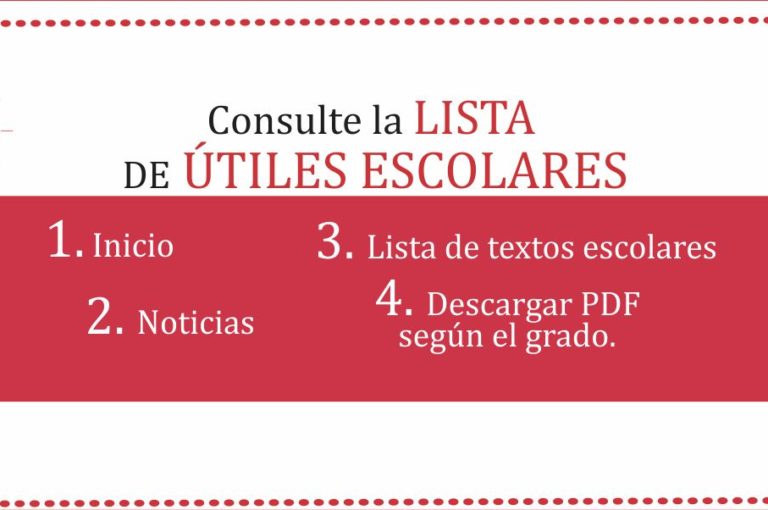 Consulte la LISTA
DE ÚTILES ESCOLARES
1. Inicio
2. Noticias
3. Lista de textos escolares
4. Descargar PDF
según el grado.